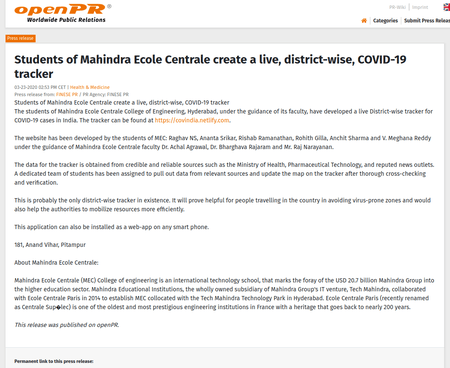 openPR®
Worldwide Public Relations
PR-Wiki | Imprint
Categories | Submit Press Releas
Press release
Students of Mahindra Ecole Centrale create a live, district-wise, COVID-19
tracker
03-23-2020 02:53 PM CET | Health & Medicine
Press release from: FINESE PR / PR Agency: FINESE PR
Students of Mahindra Ecole Centrale create a live, district-wise, COVID-19 tracker
The students of Mahindra Ecole Centrale College of Engineering, Hyderabad, under the guidance of its faculty, have developed a live District-wise tracker for
COVID-19 cases in India. The tracker can be found at https://covindia.netlify.com.
The website has been developed by the students of MEC: Raghav NS, Ananta Srikar, Rishab Ramanathan, Rohith Gilla, Anchit Sharma and V. Meghana Reddy
under the guidance of Mahindra Ecole Centrale faculty Dr. Achal Agrawal, Dr. Bharghava Rajaram and Mr. Raj Narayanan.
The data for the tracker is obtained from credible and reliable sources such as the Ministry of Health, Pharmaceutical Technology, and reputed news outlets.
A dedicated team of students has been assigned to pull out data from relevant sources and update the map on the tracker after thorough cross-checking
and verification.
This is probably the only district-wise tracker in existence. It will prove helpful for people travelling in the country in avoiding virus-prone zones and would
also help the authorities to mobilize resources more efficiently.
This application can also be installed as a web-app on any smart phone.
181, Anand Vihar, Pitampur
About Mahindra Ecole Centrale:
Mahindra Ecole Centrale (MEC) College of engineering is an international technology school, that marks the foray of the USD 20.7 billion Mahindra Group into
the higher education sector. Mahindra Educational Institutions, the wholly owned subsidiary of Mahindra Group's IT venture, Tech Mahindra, collaborated
with Ecole Centrale Paris in 2014 to establish MEC collocated with the Tech Mahindra Technology Park in Hyderabad. Ecole Centrale Paris (recently renamed
as Centrale Sup�lec) is one of the oldest and most prestigious engineering institutions in France with a heritage that goes back to nearly 200 years.
This release was published on openPR.
Permanent link to this press release: